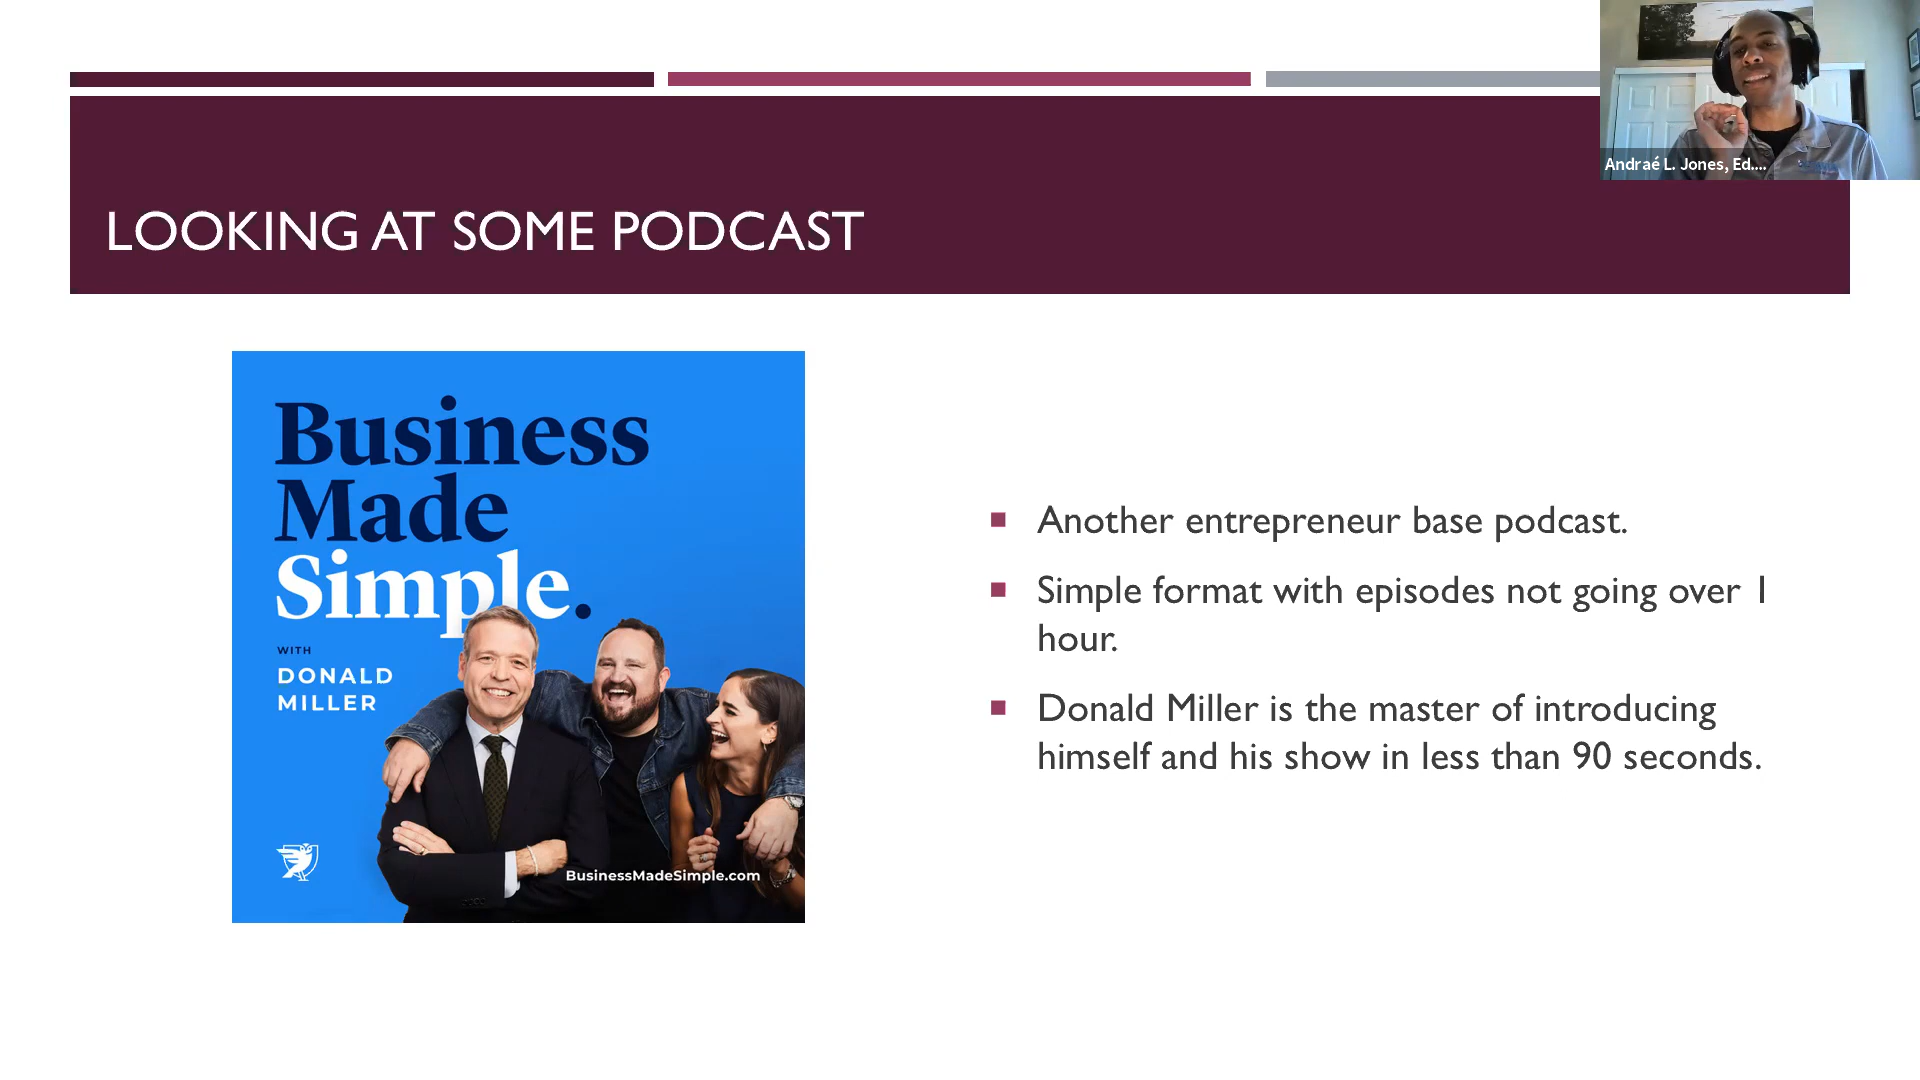 Andraé L. Jones, Ed....
LOOKING AT SOME PODCAST
Business
Made
Simple.
WITH
DONALD
MILLER
BusinessMadeSimple.com
Another entrepreneur base podcast.
Simple format with episodes not going over 1
hour.
Donald Miller is the master of introducing
himself and his show in less than 90 seconds.